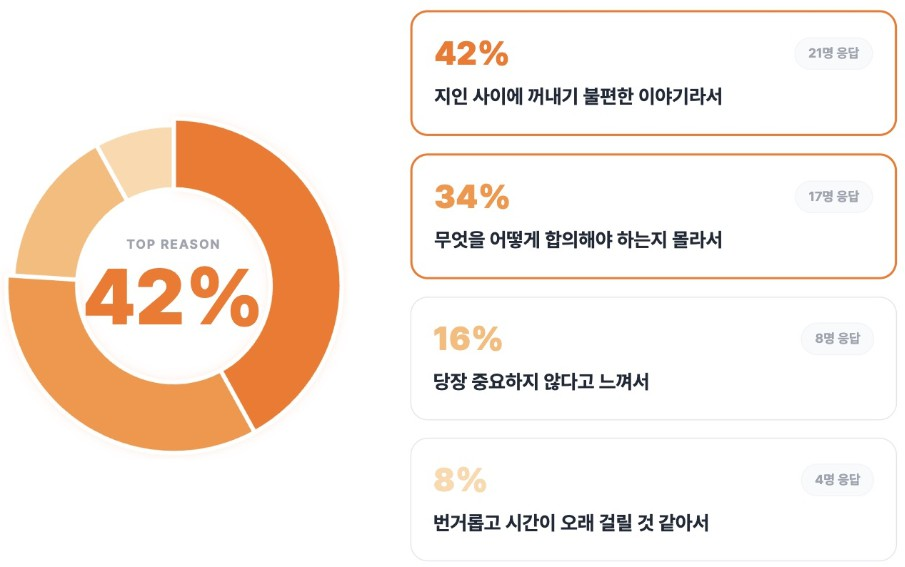 TOP REASON
42%
42%
21명 응답
지인 사이에 꺼내기 불편한 이야기라서
34%
17명 응답
무엇을 어떻게 합의해야 하는지 몰라서
16%
8명 응답
당장 중요하지 않다고 느껴서
8%
4명 응답
번거롭고 시간이 오래 걸릴 것 같아서